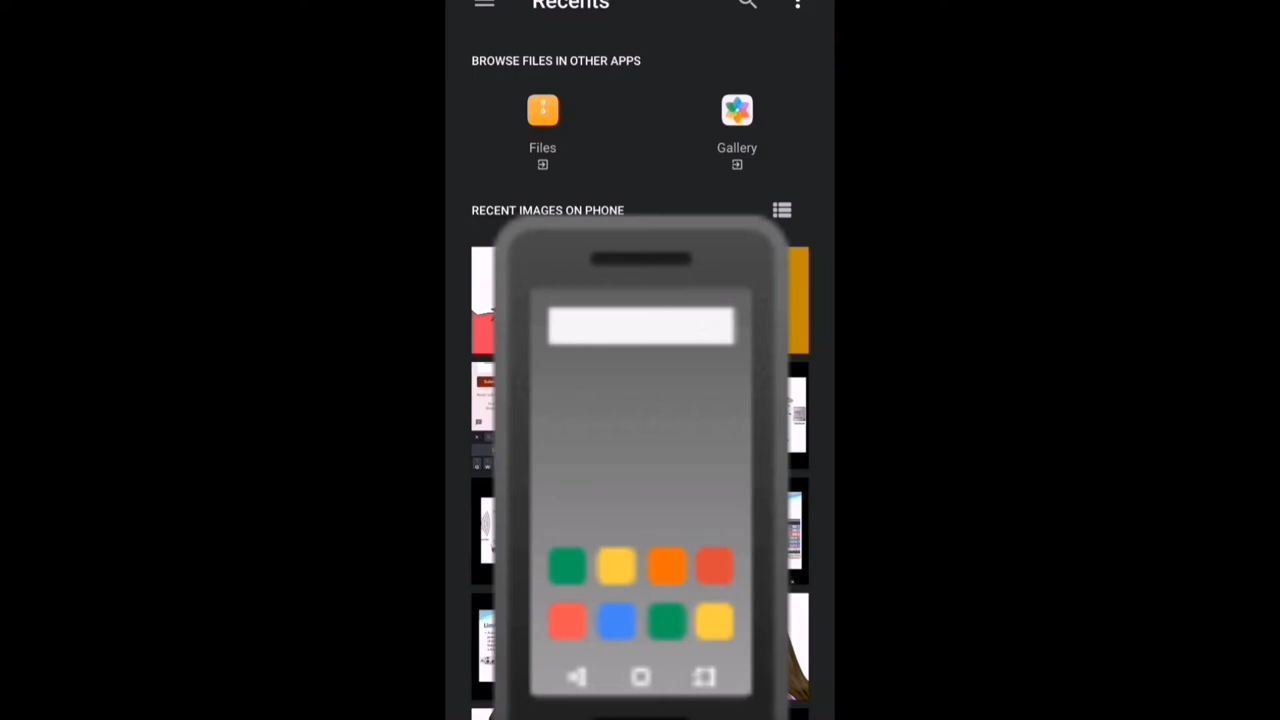 Recents
BROWSE FILES IN OTHER APPS
Files
Gallery
RECENT IMAGES ON PHONE